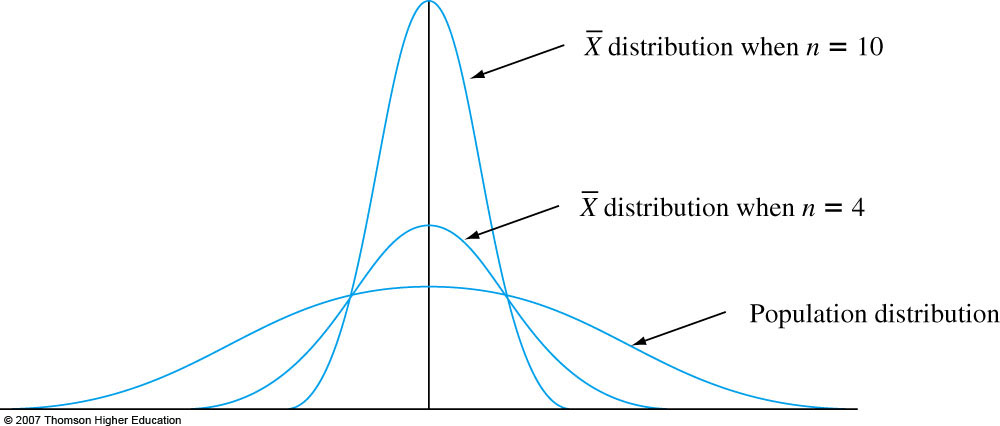 X̅ distribution when n = 10
X̅ distribution when n = 4
Population distribution
© 2007 Thomson Higher Education